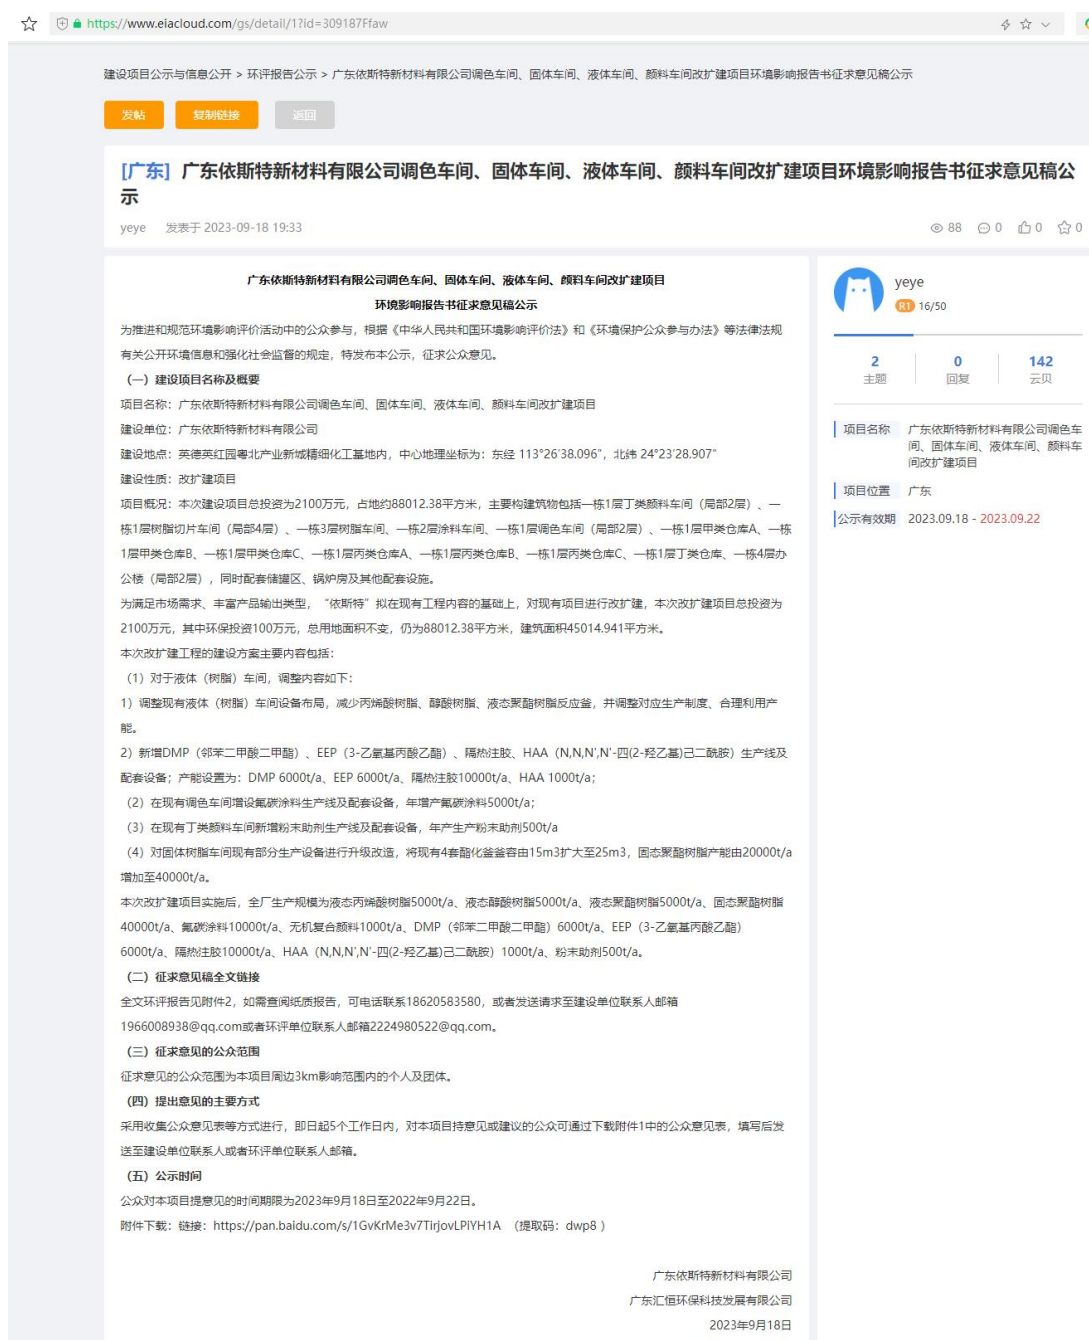 https://www.eiacloud.com/gs/detail/1?id=309187Ffaw
建设项目公示与信息公开 > 环评报告公示 > 广东依斯特新材料有限公司调色车间、固体车间、液体车间、颜料车间改扩建项目环境影响报告书征求意见稿公示
发帖 复制链接 返回
[广东] 广东依斯特新材料有限公司调色车间、固体车间、液体车间、颜料车间改扩建项目环境影响报告书征求意见稿公
示
yeye 发表于 2023-09-18 19:33
88 0 0 0
广东依斯特新材料有限公司调色车间、固体车间、液体车间、颜料车间改扩建项目
环境影响报告书征求意见稿公示
为推进和规范环境影响评价活动中的公众参与，根据《中华人民共和国环境影响评价法》和《环境保护公众参与办法》等法律法规
有关公开环境信息和强化社会监督的规定，特发布本公示，征求公众意见。
（一）建设项目名称及概要
项目名称：广东依斯特新材料有限公司调色车间、固体车间、液体车间、颜料车间改扩建项目
建设单位：广东依斯特新材料有限公司
建设地点：英德英红园粤北产业新城精细化工基地内，中心地理坐标为：东经 113°26'38.096"，北纬 24°23'28.907"
建设性质：改扩建项目
项目概况：本次建设项目总投资为2100万元，占地约88012.38平方米，主要构建筑物包括一栋1层丁类颜料车间（局部2层）、一
栋1层树脂切片车间（局部4层）、一栋3层树脂车间、一栋2层涂料车间、一栋1层调色车间（局部2层）、一栋1层甲类仓库A、一栋
1层甲类仓库B、一栋1层甲类仓库C、一栋1层丙类仓库A、一栋1层丙类仓库B、一栋1层丙类仓库C、一栋1层丁类仓库、一栋4层办
公楼（局部2层），同时配套储罐区、锅炉房及其他配套设施。
为满足市场需求、丰富产品输出类型，“依斯特”拟在现有工程内容的基础上，对现有项目进行改扩建，本次改扩建项目总投资为
2100万元，其中环保投资100万元，总用地面积不变，仍为88012.38平方米，建筑面积45014.941平方米。
本次改扩建工程的建设方案主要内容包括：
（1）对于液体（树脂）车间，调整内容如下：
1）调整现有液体（树脂）车间设备布局，减少丙烯酸树脂、醇酸树脂、液态聚酯树脂反应釜，并调整对应生产制度、合理利用产
能。
2）新增DMP（邻苯二甲酸二甲酯）、EEP（3-乙氧基丙酸乙酯）、隔热注胶、HAA（N,N,N',N'-四(2-羟乙基)己二酰胺）生产线及
配套设备；产能设置为：DMP 6000t/a、EEP 6000t/a、隔热注胶10000t/a、HAA 1000t/a；
（2）在现有调色车间增设氟碳涂料生产线及配套设备，年增产氟碳涂料5000t/a；
（3）在现有丁类颜料车间新增粉末助剂生产线及配套设备，年产生产粉末助剂500t/a
（4）对固体树脂车间现有部分生产设备进行升级改造，将现有4套酯化釜釜容由15m3扩大至25m3，固态聚酯树脂产能由20000t/a
增加至40000t/a。
本次改扩建项目实施后，全厂生产规模为液态丙烯酸树脂5000t/a、液态醇酸树脂5000t/a、液态聚酯树脂5000t/a、固态聚酯树脂
40000t/a、氟碳涂料10000t/a、无机复合颜料1000t/a、DMP（邻苯二甲酸二甲酯）6000t/a、EEP（3-乙氧基丙酸乙酯）
6000t/a、隔热注胶10000t/a、HAA（N,N,N',N'-四(2-羟乙基)己二酰胺）1000t/a、粉末助剂500t/a。
（二）征求意见稿全文链接
全文环评报告见附件2，如需查阅纸质报告，可电话联系18620583580，或者发送请求至建设单位联系人邮箱
1966008938@qq.com或者环评单位联系人邮箱2224980522@qq.com。
（三）征求意见的公众范围
征求意见的公众范围为本项目周边3km影响范围内的个人及团体。
（四）提出意见的主要方式
采用收集公众意见表等方式进行，即日起5个工作日内，对本项目持意见或建议的公众可通过下载附件1中的公众意见表，填写后发
送至建设单位联系人或者环评单位联系人邮箱。
（五）公示时间
公众对本项目提意见的时间期限为2023年9月18日至2022年9月22日。
附件下载：链接：https://pan.baidu.com/s/1GvKrMe3v7TirjovLPiYH1A （提取码：dwp8 ）
广东依斯特新材料有限公司
广东汇恒环保科技发展有限公司
2023年9月18日
yeye
R1 16/50
2 0 142
主题 回复 云贝
项目名称 广东依斯特新材料有限公司调色车
间、固体车间、液体车间、颜料车
间改扩建项目
项目位置 广东
公示有效期 2023.09.18 - 2023.09.22